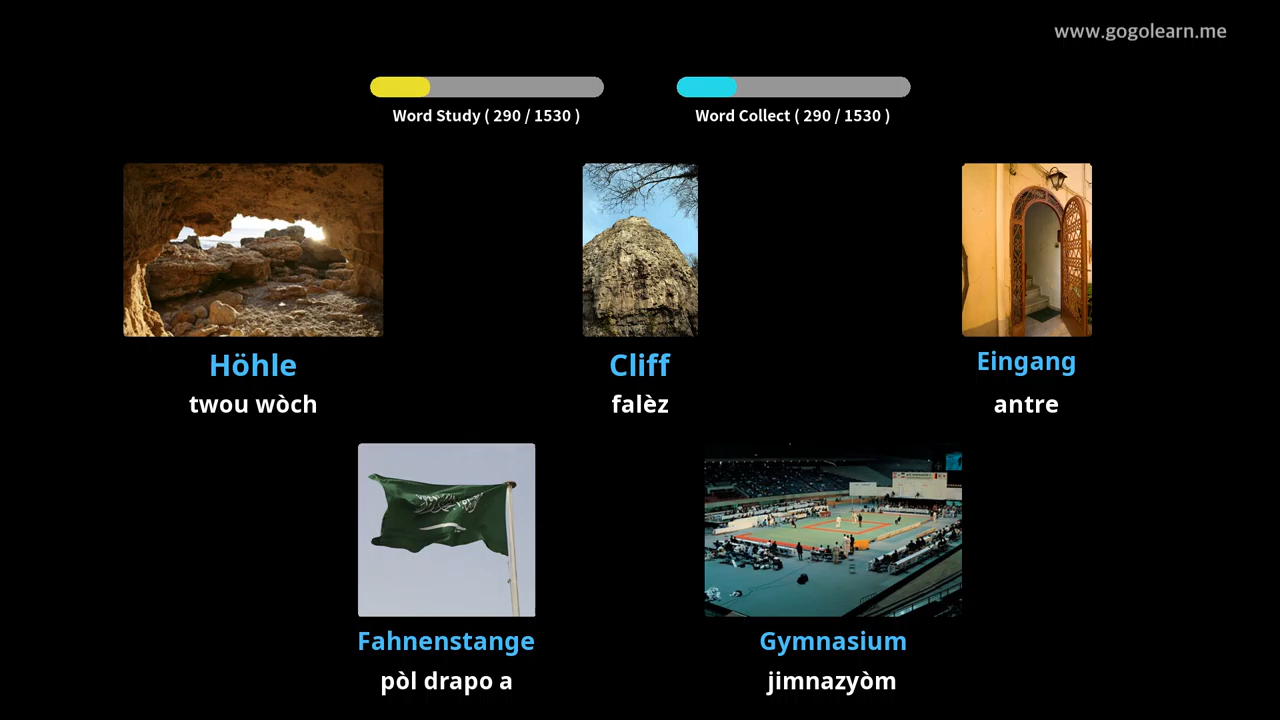 www.gogolearn.me
Word Study ( 290 / 1530 )
Word Collect ( 290 / 1530 )
Höhle
twou wòch
Cliff
falèz
Eingang
antre
Fahnenstange
pòl drapo a
Gymnasium
jimnazyòm